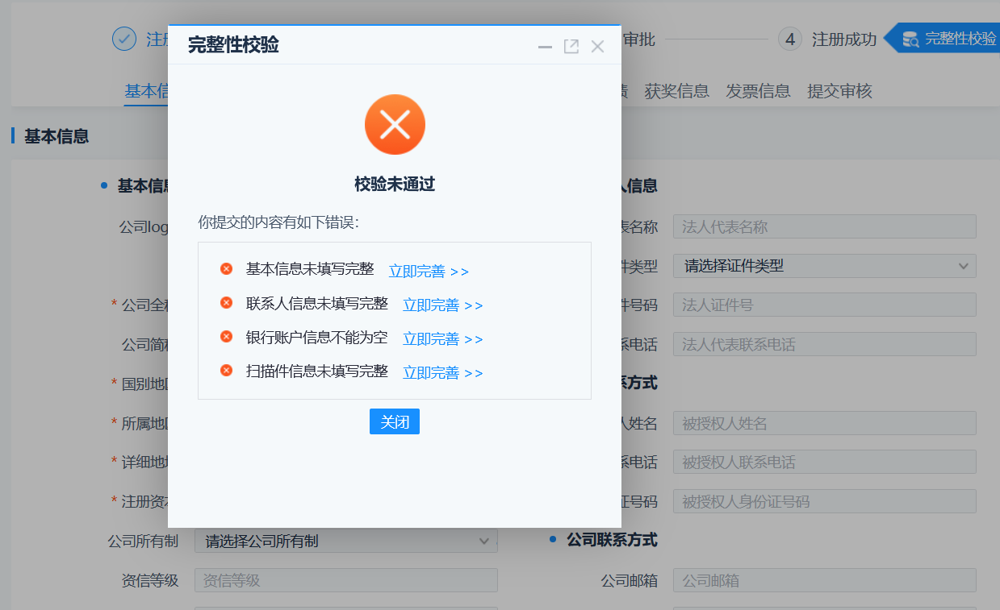 注册
审批
4
注册成功
完整性校验
基本信
获奖信息
发票信息
提交审核
基本信息
完整性校验
校验未通过
你提交的内容有如下错误：
基本信息未填写完整 立即完善 >>
联系人信息未填写完整 立即完善 >>
银行账户信息不能为空 立即完善 >>
扫描件信息未填写完整 立即完善 >>
关闭
基本信息
公司log
* 公司全
公司简
* 国别地
* 所属地
* 详细地
* 注册资
公司所有制 请选择公司所有制
资信等级 资信等级
人信息
表名称 法人代表名称
件类型 请选择证件类型
件号码 法人证件号
系电话 法人代表联系电话
系方式
人姓名 被授权人姓名
系电话 被授权人联系电话
证号码 被授权人身份证号码
公司联系方式
公司邮箱 公司邮箱